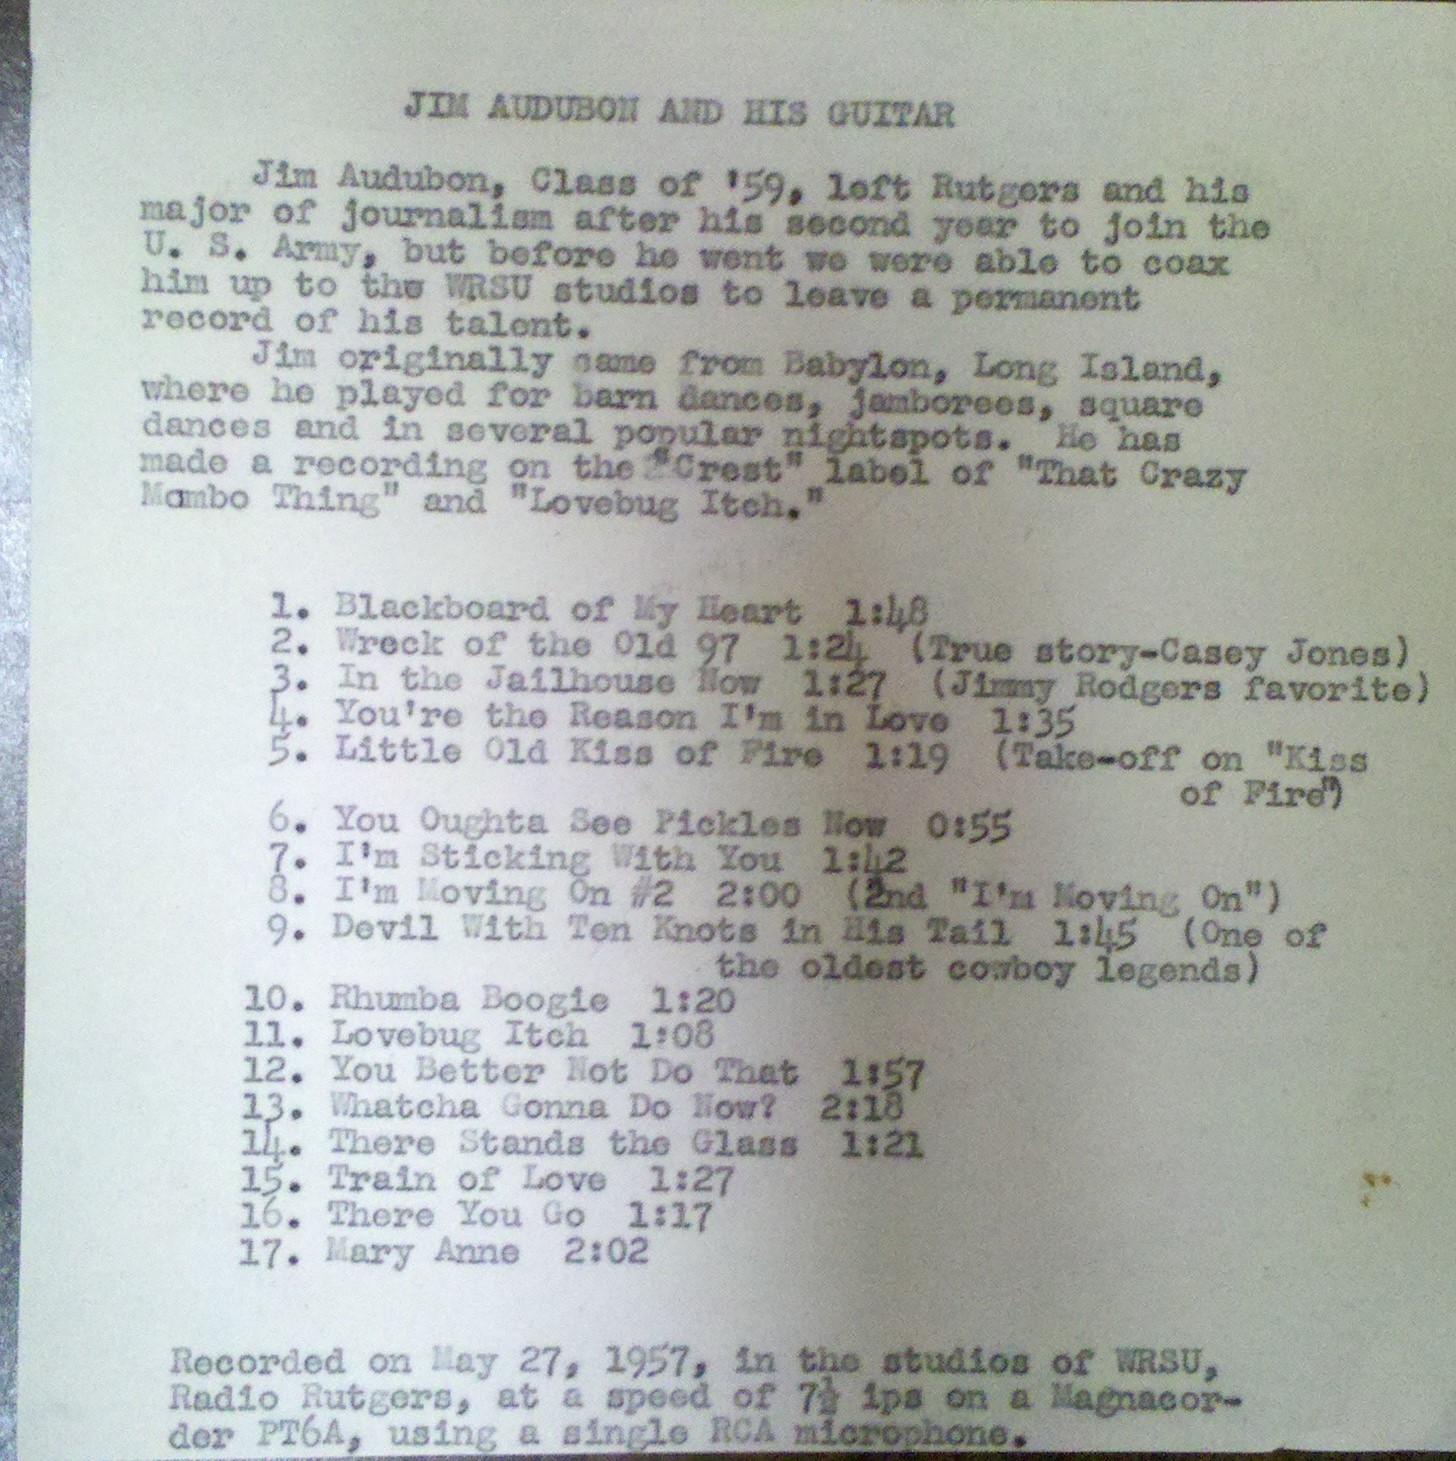 JIM AUDUBON AND HIS GUITAR
Jim Audubon, Class of '59, left Rutgers and his
major of journalism after his second year to join the
U. S. Army, but before he went we were able to coax
him up to the WRSU studios to leave a permanent
record of his talent.
Jim originally came from Babylon, Long Island,
where he played for barn dances, jamborees, square
dances and in several popular nightspots. He has
made a recording on the "Crest" label of "That Crazy
Mambo Thing" and "Lovebug Itch."
1. Blackboard of My Heart 1:48
2. Wreck of the Old 97 1:24 (True story-Casey Jones)
3. In the Jailhouse Now 1:27 (Jimmy Rodgers favorite)
4. You're the Reason I'm in Love 1:35
5. Little Old Kiss of Fire 1:19 (Take-off on "Kiss
of Fire")
6. You Oughta See Pickles Now 0:55
7. I'm Sticking With You 1:42
8. I'm Moving On #2 2:00 (2nd "I'm Moving On")
9. Devil With Ten Knots in His Tail 1:45 (One of
the oldest cowboy legends)
10. Rhumba Boogie 1:20
11. Lovebug Itch 1:08
12. You Better Not Do That 1:57
13. Whatcha Gonna Do Now? 2:18
14. There Stands the Glass 1:21
15. Train of Love 1:27
16. There You Go 1:17
17. Mary Anne 2:02
Recorded on May 27, 1957, in the studios of WRSU,
Radio Rutgers, at a speed of 7½ ips on a Magnacor-
der PT6A, using a single RCA microphone.